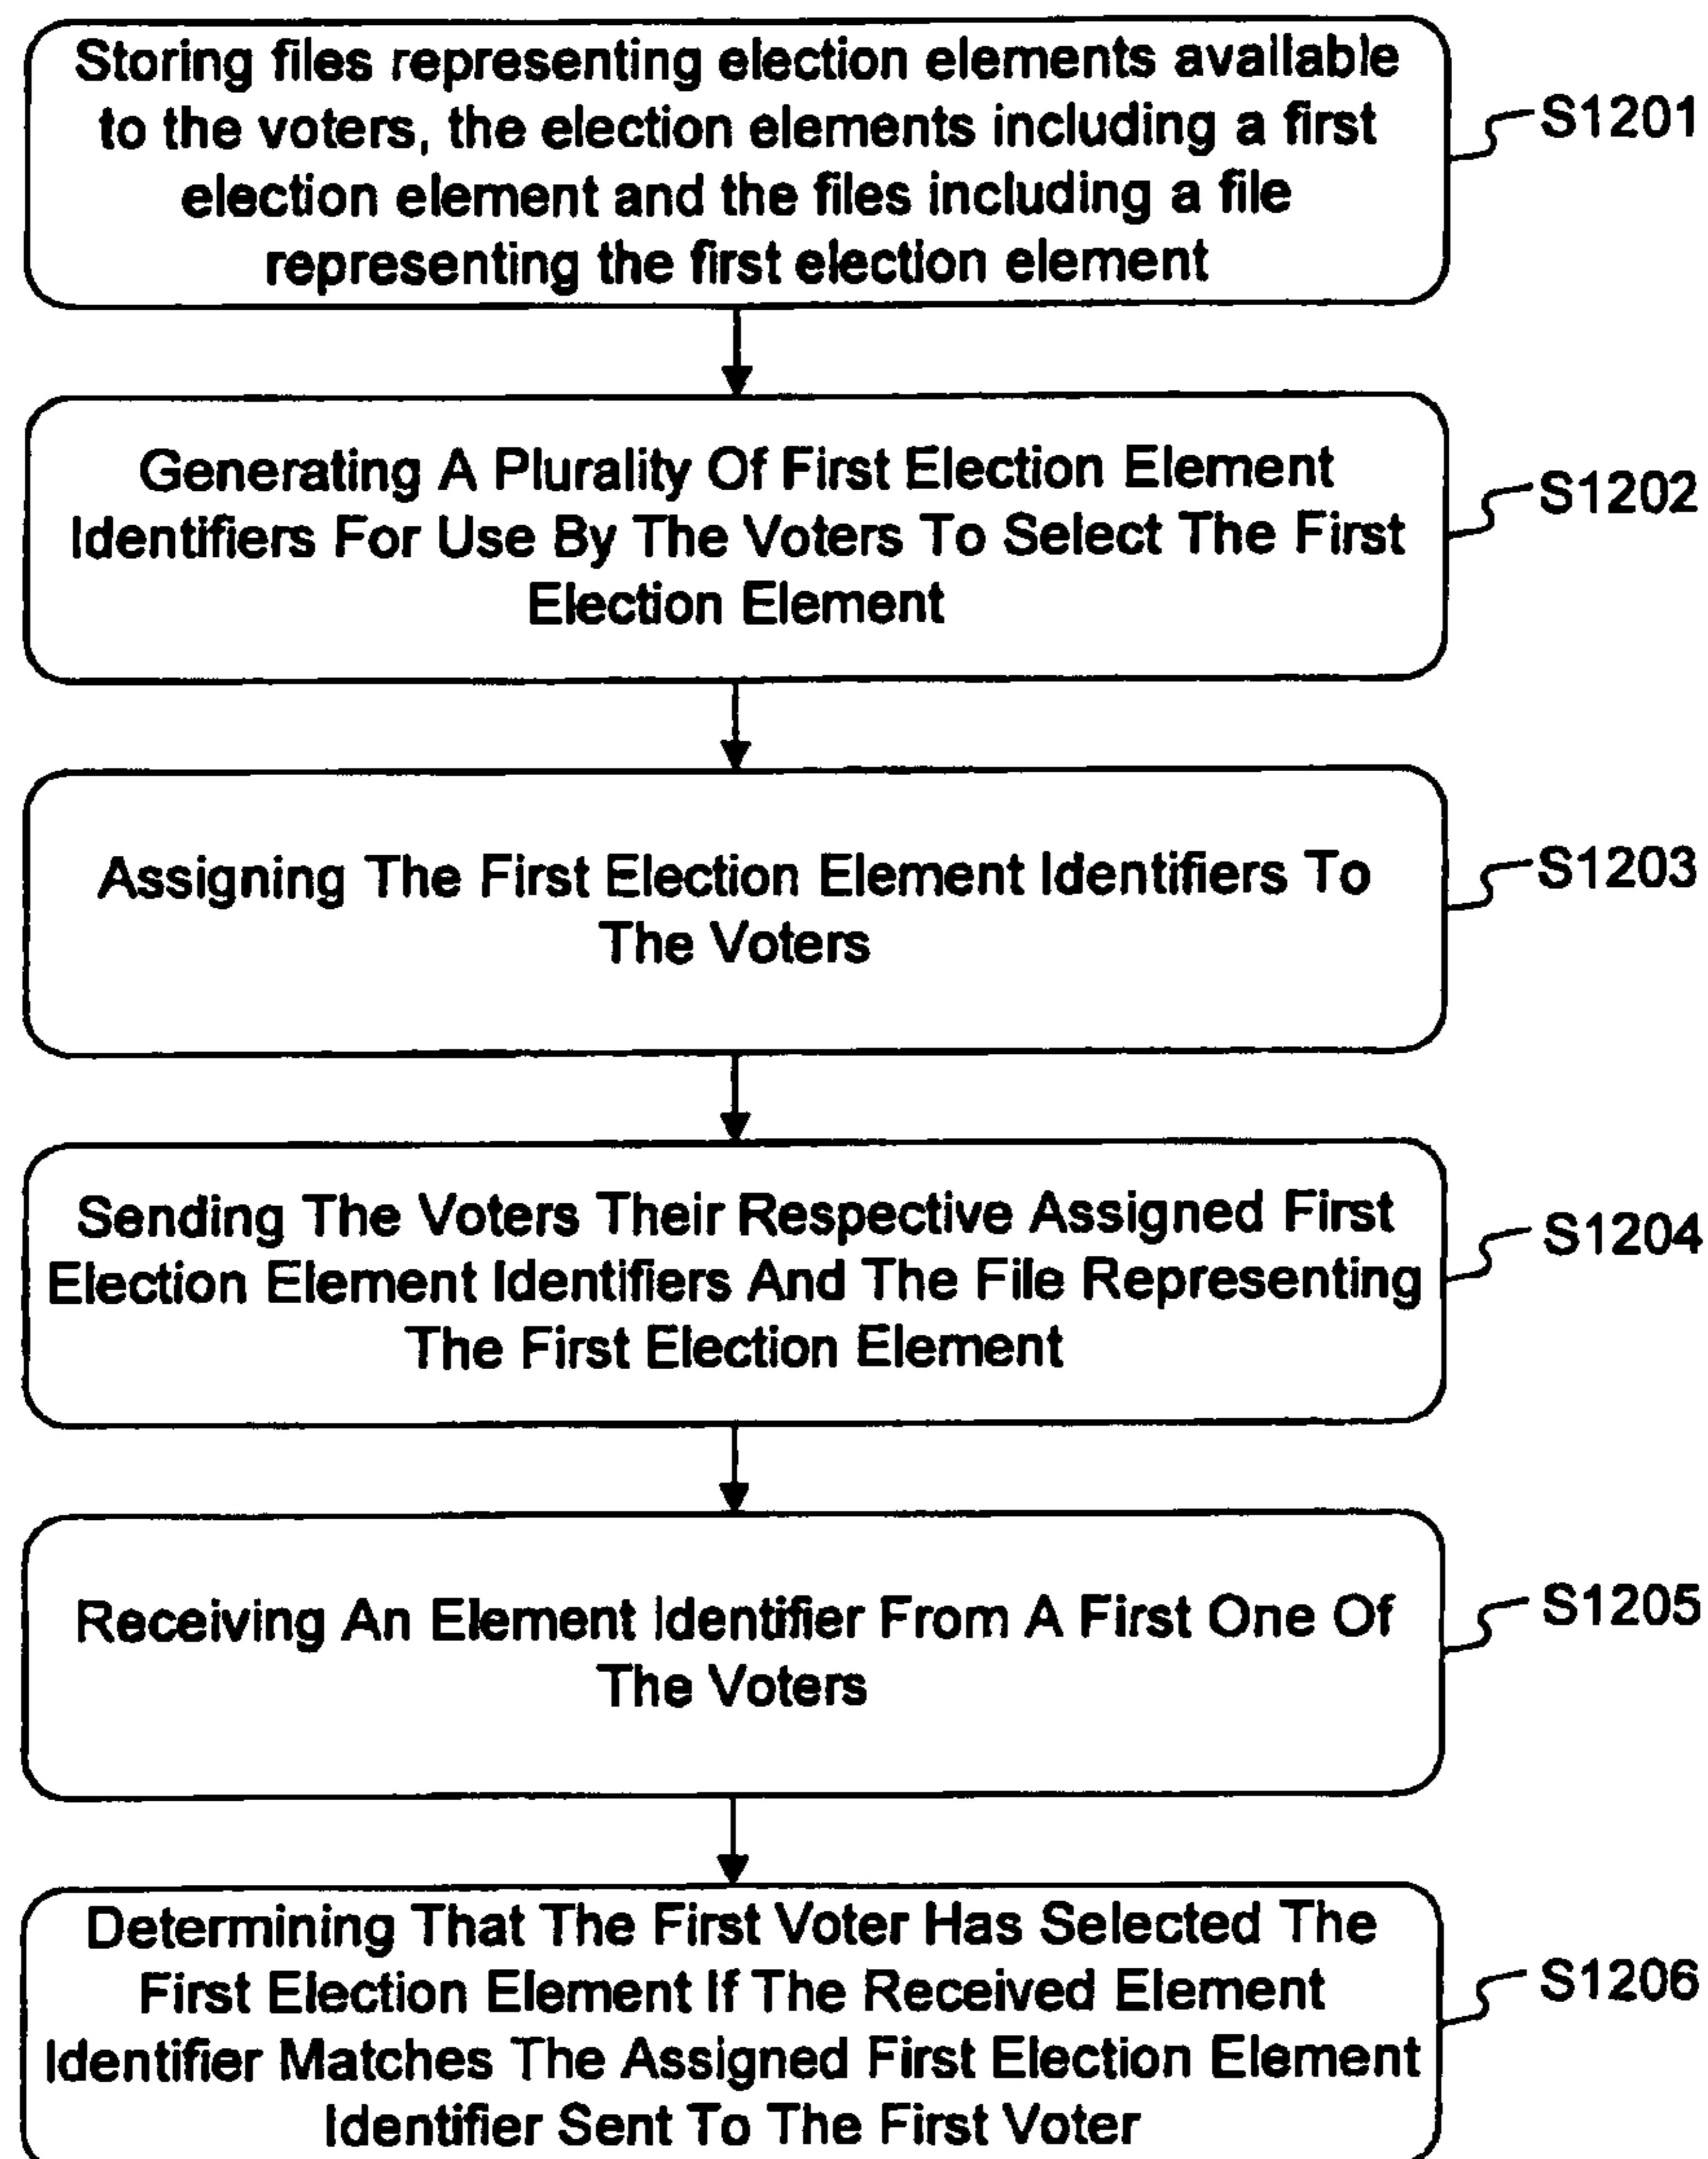 Storing files representing election elements available
to the voters, the election elements including a first
election element and the files including a file
representing the first election element
S1201
Generating A Plurality Of First Election Element
Identifiers For Use By The Voters To Select The First
Election Element
S1202
Assigning The First Election Element Identifiers To
The Voters
S1203
Sending The Voters Their Respective Assigned First
Election Element Identifiers And The File Representing
The First Election Element
S1204
Receiving An Element Identifier From A First One Of
The Voters
S1205
Determining That The First Voter Has Selected The
First Election Element If The Received Element
Identifier Matches The Assigned First Election Element
Identifier Sent To The First Voter
S1206